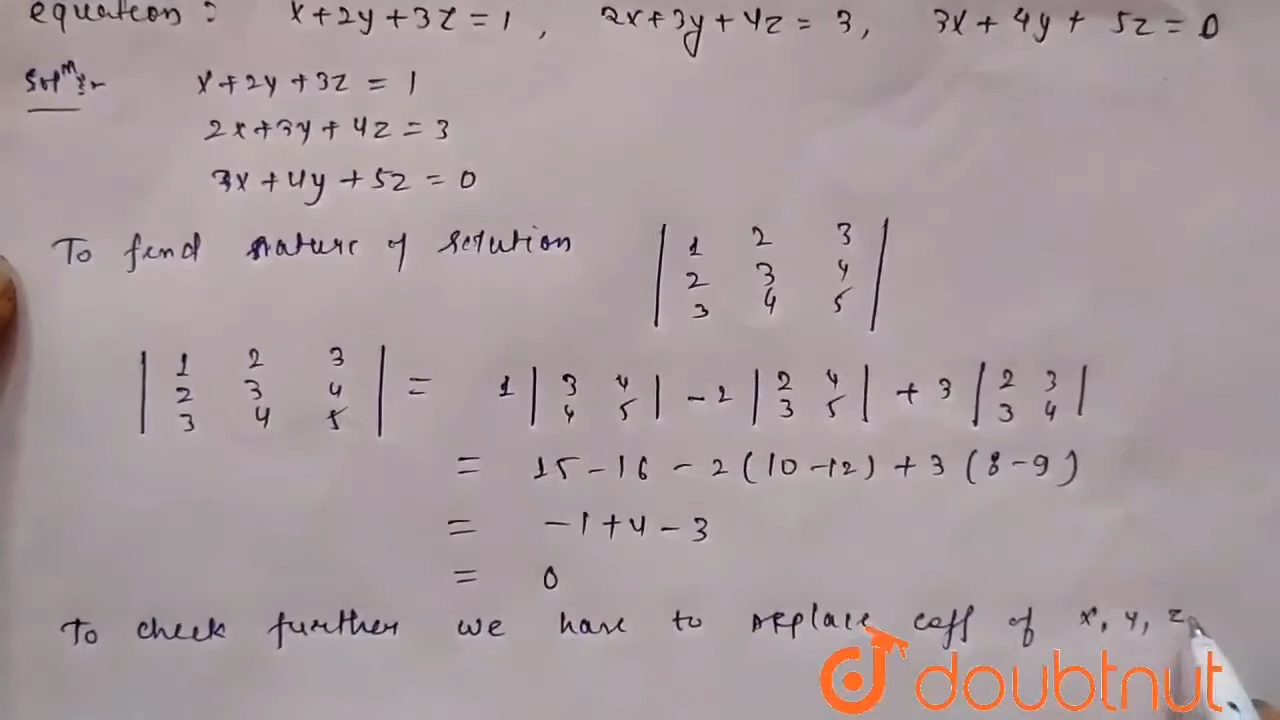 equation: x+2y+3z=1, 2x+3y+4z=3, 3x+4y+5z=0
Solⁿ:- x+2y+3z=1
2x+3y+4z=3
3x+4y+5z=0
To find nature of solution | 1 2 3 |
| 2 3 4 |
| 3 4 5 |
| 1 2 3 |
| 2 3 4 |
| 3 4 5 |
= 1 | 3 4 | - 2 | 2 4 | + 3 | 2 3 |
| 4 5 | | 3 5 | | 3 4 |
= 15-16-2(10-12)+3(8-9)
= -1+4-3
= 0
To check further we have to replace coff of x, y, z
doubtnut